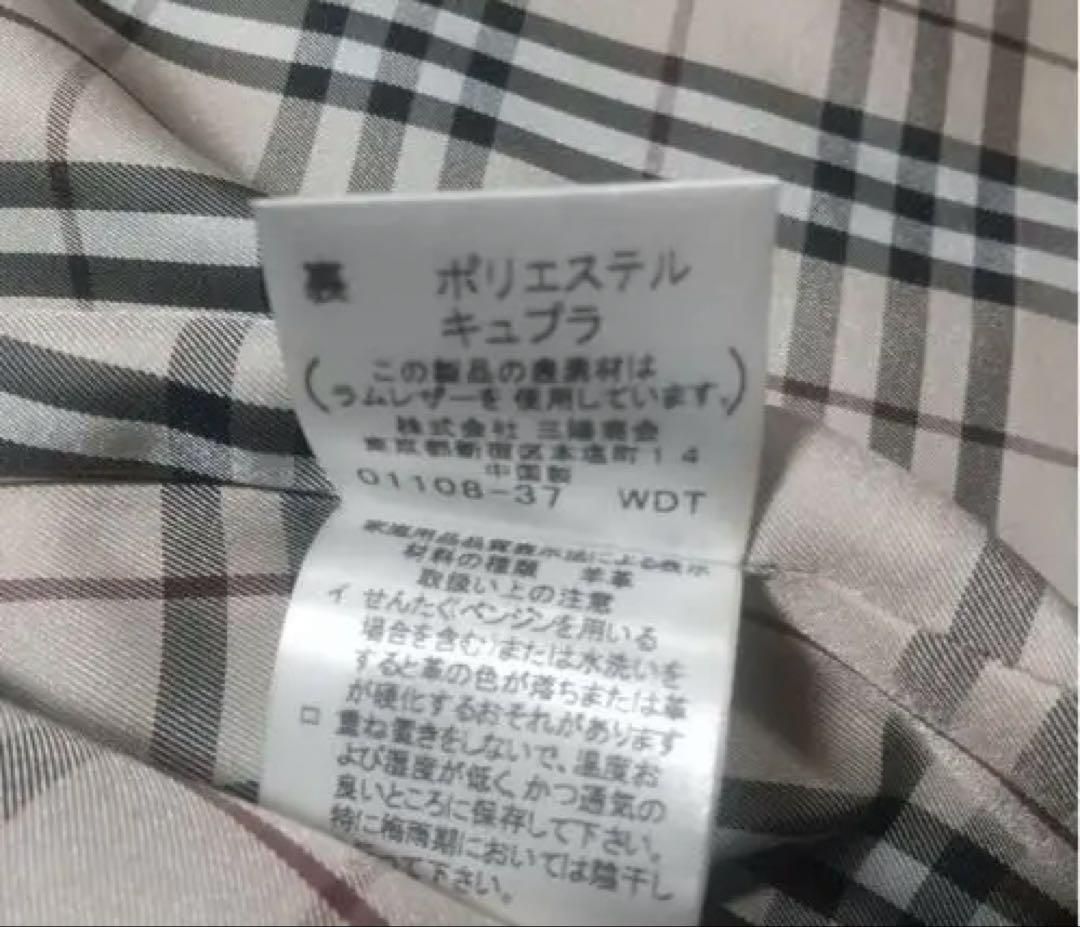 裏 ポリエステル
キュプラ
(この製品の表素材は
ラムレザーを使用しています。)
株式会社 三陽商会
東京都新宿区本塩町14
中国製
01108-37 WDT
家庭用品品質表示法による表示
材料の種類 羊革
取扱い上の注意
イ せんたく(ベンジンを用いる
場合を含む)または水洗いを
すると革の色が落ちまたは革
が硬化するおそれがあります
ロ 重ね置きをしないで、温度お
よび湿度が低く、かつ通気の
良いところに保存して下さい。
特に梅雨期においては陰干し
て下さい。